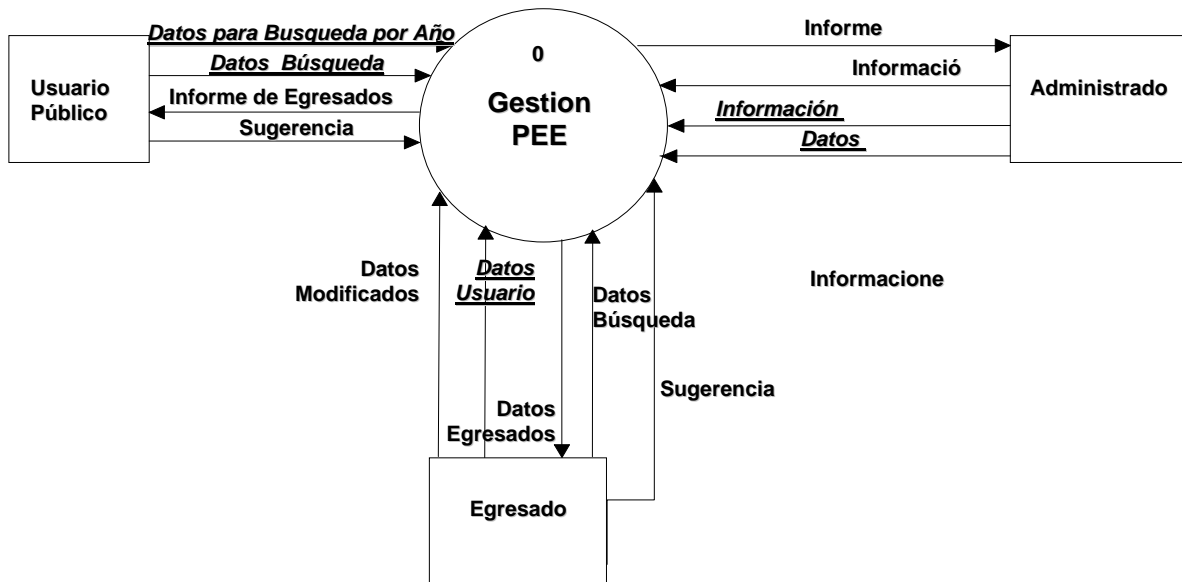 Datos para Busqueda por Año
Datos Búsqueda
Informe de Egresados
Sugerencia
Usuario
Público
0
Gestion
PEE
Informe
Informació
Información
Datos
Administrado
Datos
Modificados
Datos
Usuario
Datos
Búsqueda
Informacione
Sugerencia
Datos
Egresados
Egresado